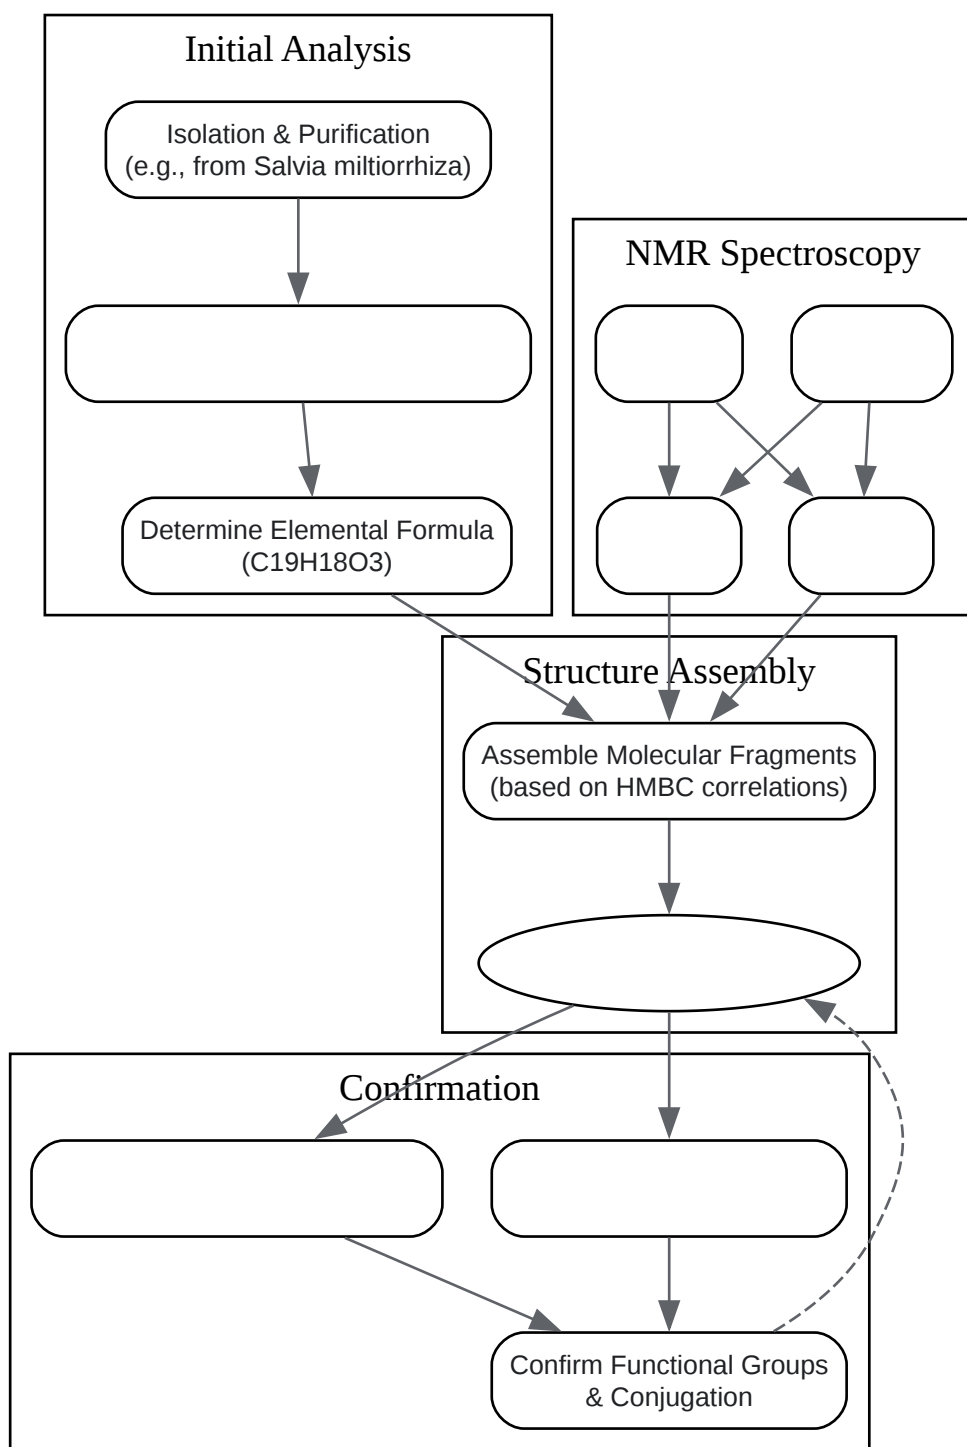 Initial Analysis
Isolation & Purification
(e.g., from Salvia miltiorrhiza)
Determine Elemental Formula
(C19H18O3)
NMR Spectroscopy
Structure Assembly
Assemble Molecular Fragments
(based on HMBC correlations)
Confirmation
Confirm Functional Groups
& Conjugation